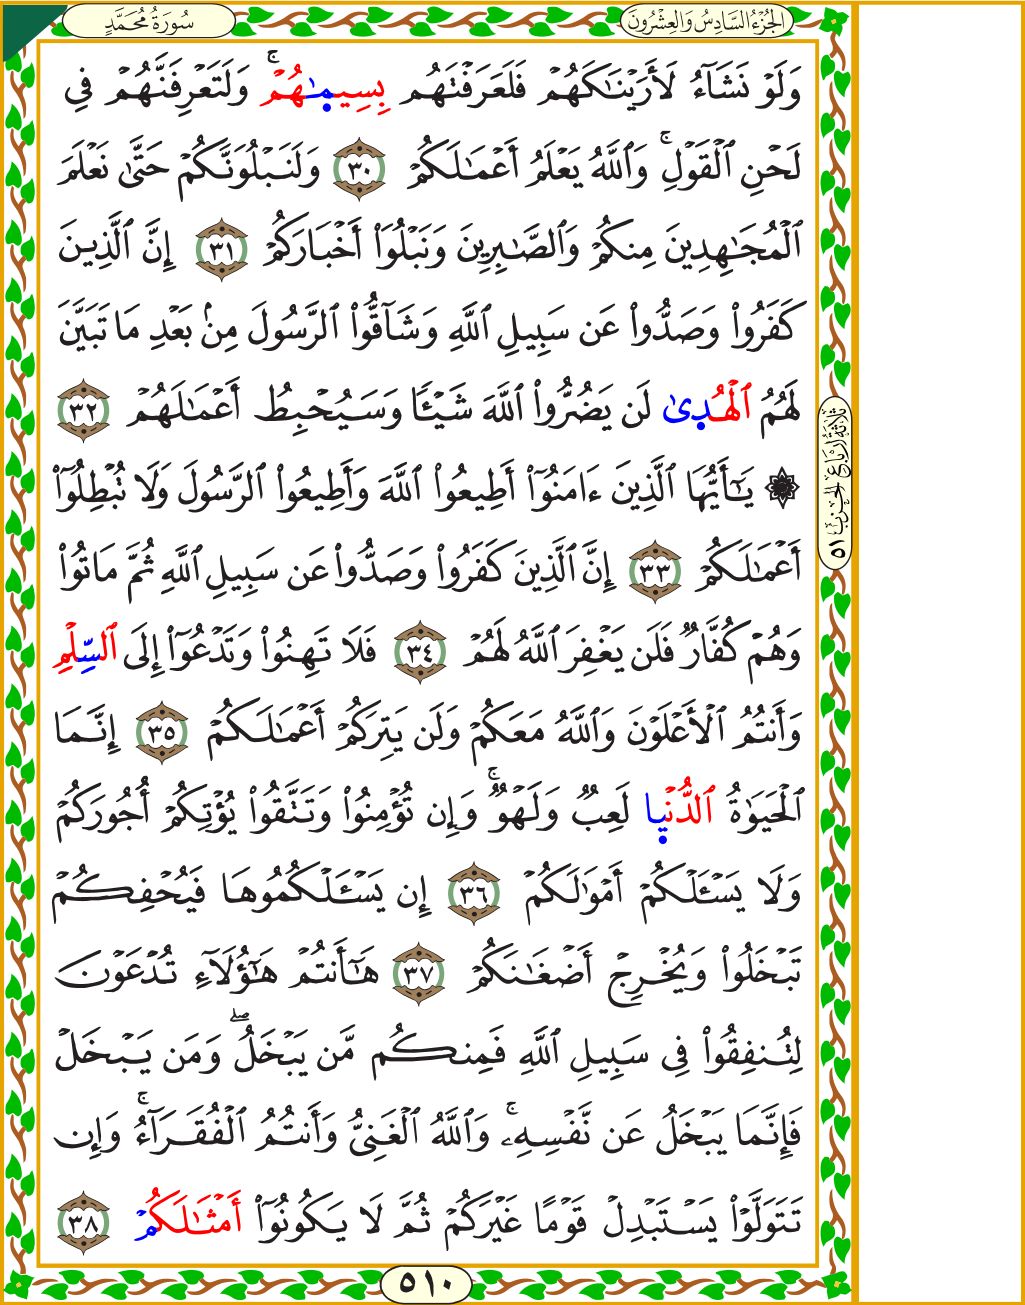 الجُزْءُ السَّادِسُ وَالعِشْرُونَ
سُورَةُ مُحَمَّدٍ
وَلَوْ نَشَآءُ لَأَرَيْنَٰكَهُمْ فَلَعَرَفْتَهُم بِسِيمَٰهُمْۚ وَلَتَعْرِفَنَّهُمْ فِي
لَحْنِ ٱلْقَوْلِۚ وَٱللَّهُ يَعْلَمُ أَعْمَٰلَكُمْ ٣٠ وَلَنَبْلُوَنَّكُمْ حَتَّىٰ نَعْلَمَ
ٱلْمُجَٰهِدِينَ مِنكُمْ وَٱلصَّٰبِرِينَ وَنَبْلُوَا۟ أَخْبَارَكُمْ ٣١ إِنَّ ٱلَّذِينَ
كَفَرُوا۟ وَصَدُّوا۟ عَن سَبِيلِ ٱللَّهِ وَشَآقُّوا۟ ٱلرَّسُولَ مِنۢ بَعْدِ مَا تَبَيَّنَ
لَهُمُ ٱلْهُدِىٰ لَن يَضُرُّوا۟ ٱللَّهَ شَيْـًٔا وَسَيُحْبِطُ أَعْمَٰلَهُمْ ٣٢
۞ يَٰٓأَيُّهَا ٱلَّذِينَ ءَامَنُوٓا۟ أَطِيعُوا۟ ٱللَّهَ وَأَطِيعُوا۟ ٱلرَّسُولَ وَلَا تُبْطِلُوٓا۟
أَعْمَٰلَكُمْ ٣٣ إِنَّ ٱلَّذِينَ كَفَرُوا۟ وَصَدُّوا۟ عَن سَبِيلِ ٱللَّهِ ثُمَّ مَاتُوا۟
وَهُمْ كُفَّارٌ فَلَن يَغْفِرَ ٱللَّهُ لَهُمْ ٣٤ فَلَا تَهِنُوا۟ وَتَدْعُوٓا۟ إِلَى ٱلسِّلْمِ
وَأَنتُمُ ٱلْأَعْلَوْنَ وَٱللَّهُ مَعَكُمْ وَلَن يَتِرَكُمْ أَعْمَٰلَكُمْ ٣٥ إِنَّمَا
ٱلْحَيَوٰةُ ٱلدُّنْيِا لَعِبٌ وَلَهْوٌۚ وَإِن تُؤْمِنُوا۟ وَتَتَّقُوا۟ يُؤْتِكُمْ أُجُورَكُمْ
وَلَا يَسْـَٔلْكُمْ أَمْوَٰلَكُمْ ٣٦ إِن يَسْـَٔلْكُمُوهَا فَيُحْفِكُمْ
تَبْخَلُوا۟ وَيُخْرِجْ أَضْغَٰنَكُمْ ٣٧ هَٰٓأَنتُمْ هَٰٓؤُلَآءِ تُدْعَوْنَ
لِتُنفِقُوا۟ فِى سَبِيلِ ٱللَّهِ فَمِنكُم مَّن يَبْخَلُۖ وَمَن يَبْخَلْ
فَإِنَّمَا يَبْخَلُ عَن نَّفْسِهِۦۚ وَٱللَّهُ ٱلْغَنِىُّ وَأَنتُمُ ٱلْفُقَرَآءُۚ وَإِن
تَتَوَلَّوْا۟ يَسْتَبْدِلْ قَوْمًا غَيْرَكُمْ ثُمَّ لَا يَكُونُوٓا۟ أَمْثَٰلَكُمْ ٣٨
ثَلَاثَةُ أَرْبَاعِ الحِزْبِ ٥١
٥١٠